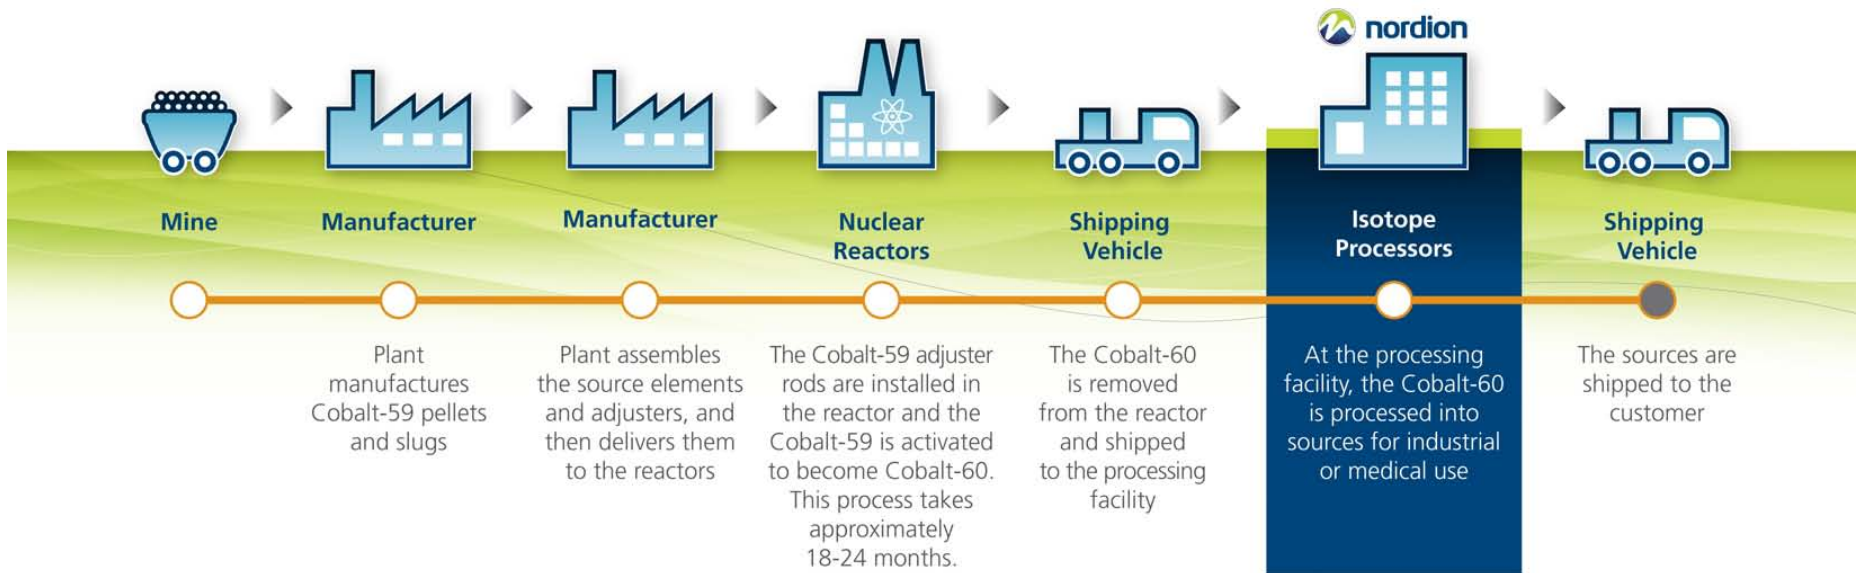 nordion
Mine
Manufacturer
Plant
manufactures
Cobalt-59 pellets
and slugs
Manufacturer
Plant assembles
the source elements
and adjusters, and
then delivers them
to the reactors
Nuclear
Reactors
The Cobalt-59 adjuster
rods are installed in
the reactor and the
Cobalt-59 is activated
to become Cobalt-60.
This process takes
approximately
18-24 months.
Shipping
Vehicle
The Cobalt-60
is removed
from the reactor
and shipped
to the processing
facility
Isotope
Processors
At the processing
facility, the Cobalt-60
is processed into
sources for industrial
or medical use
Shipping
Vehicle
The sources are
shipped to the
customer